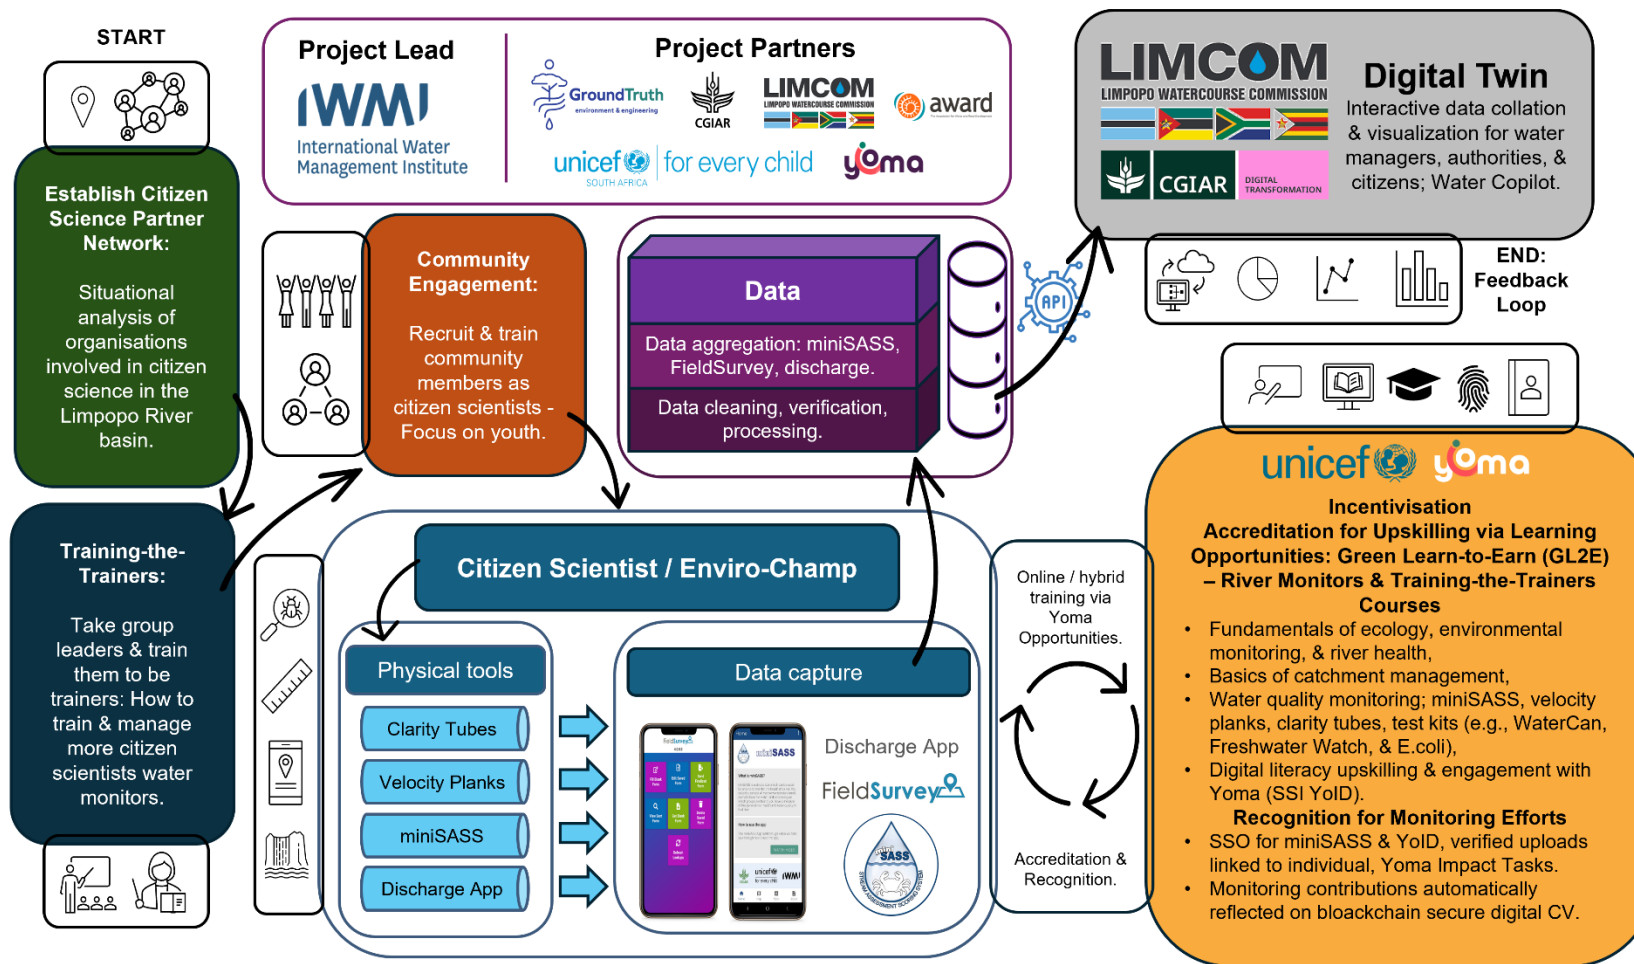 START
Project Lead
IWMI
International Water
Management Institute
Project Partners
GroundTruth
environment & engineering
CGIAR
LIMCOM
LIMPOPO WATERCOURSE COMMISSION
award
unicef
SOUTH AFRICA
for every child
yoma
LIMCOM
LIMPOPO WATERCOURSE COMMISSION
CGIAR
DIGITAL
TRANSFORMATION
Digital Twin
Interactive data collation
& visualization for water
managers, authorities, &
citizens; Water Copilot.
END:
Feedback
Loop
Establish Citizen
Science Partner
Network:
Situational
analysis of
organisations
involved in citizen
science in the
Limpopo River
basin.
Training-the-
Trainers:
Take group
leaders & train
them to be
trainers: How to
train & manage
more citizen
scientists water
monitors.
Community
Engagement:
Recruit & train
community
members as
citizen scientists -
Focus on youth.
Data
Data aggregation: miniSASS,
FieldSurvey, discharge.
Data cleaning, verification,
processing.
API
Citizen Scientist / Enviro-Champ
Physical tools
Clarity Tubes
Velocity Planks
miniSASS
Discharge App
Data capture
FieldSurvey
miniSASS
unicef
IWMI
Discharge App
FieldSurvey
mini
SASS
STREAM ASSESSMENT SCORING SYSTEM
Online / hybrid
training via
Yoma
Opportunities.
Accreditation &
Recognition.
unicef
yoma
Incentivisation
Accreditation for Upskilling via Learning
Opportunities: Green Learn-to-Earn (GL2E)
– River Monitors & Training-the-Trainers
Courses
• Fundamentals of ecology, environmental
monitoring, & river health,
• Basics of catchment management,
• Water quality monitoring; miniSASS, velocity
planks, clarity tubes, test kits (e.g., WaterCan,
Freshwater Watch, & E.coli),
• Digital literacy upskilling & engagement with
Yoma (SSI YoID).
Recognition for Monitoring Efforts
• SSO for miniSASS & YoID, verified uploads
linked to individual, Yoma Impact Tasks.
• Monitoring contributions automatically
reflected on bloackchain secure digital CV.